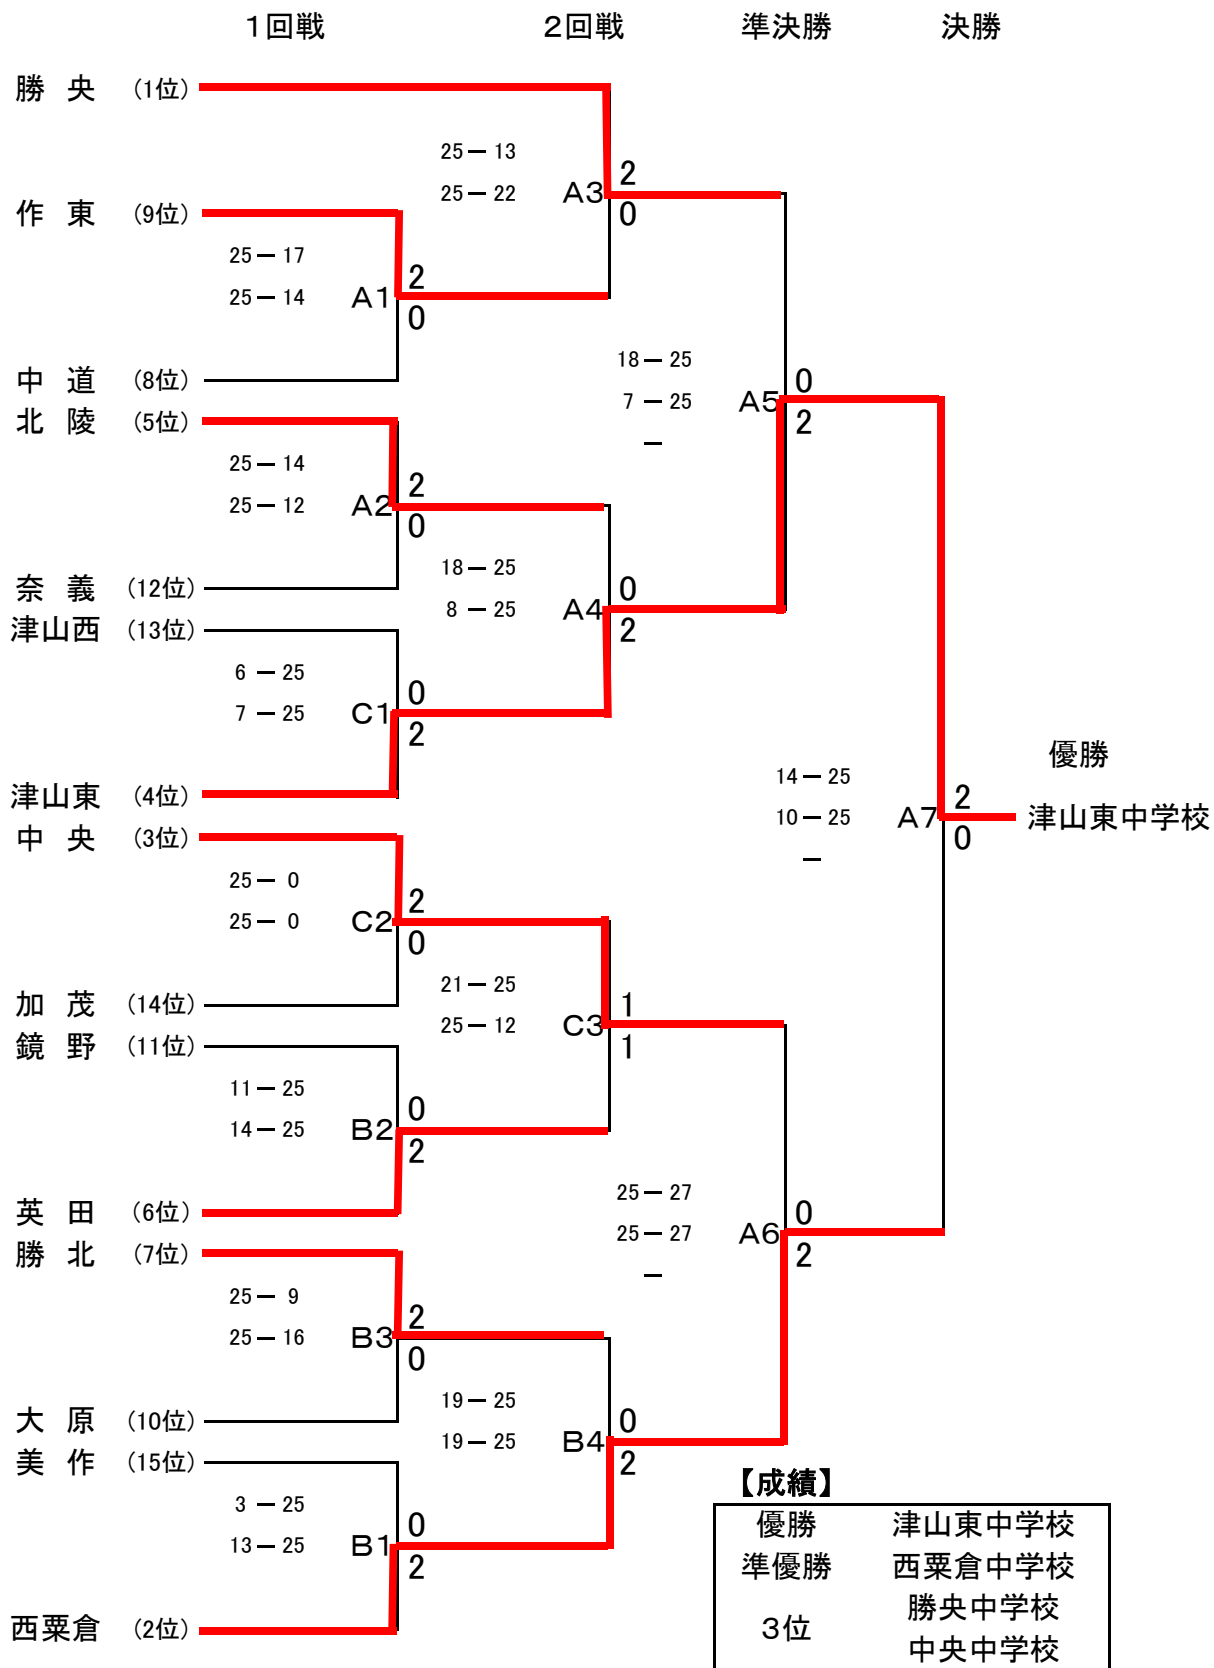 1回戦 2回戦 準決勝 決勝
勝 央 (1位)
25 — 13
25 — 22 A3 2
0
作 東 (9位)
25 — 17
25 — 14 A1 2
0
中 道 (8位)
18 — 25
7 — 25 A5 0
2
—
北 陵 (5位)
25 — 14
25 — 12 A2 2
0
奈 義 (12位)
18 — 25
8 — 25 A4 0
2
津山西 (13位)
6 — 25
7 — 25 C1 0
2
津山東 (4位)
優勝
14 — 25
10 — 25 A7 2
0 津山東中学校
—
中 央 (3位)
25 — 0
25 — 0 C2 2
0
加 茂 (14位)
21 — 25
25 — 12 C3 1
1
鏡 野 (11位)
11 — 25
14 — 25 B2 0
2
英 田 (6位)
25 — 27
25 — 27 A6 0
2
—
勝 北 (7位)
25 — 9
25 — 16 B3 2
0
大 原 (10位)
19 — 25
19 — 25 B4 0
2
美 作 (15位)
3 — 25
13 — 25 B1 0
2
西粟倉 (2位)
【成績】
優勝 津山東中学校
準優勝 西粟倉中学校
3位 勝央中学校
中央中学校